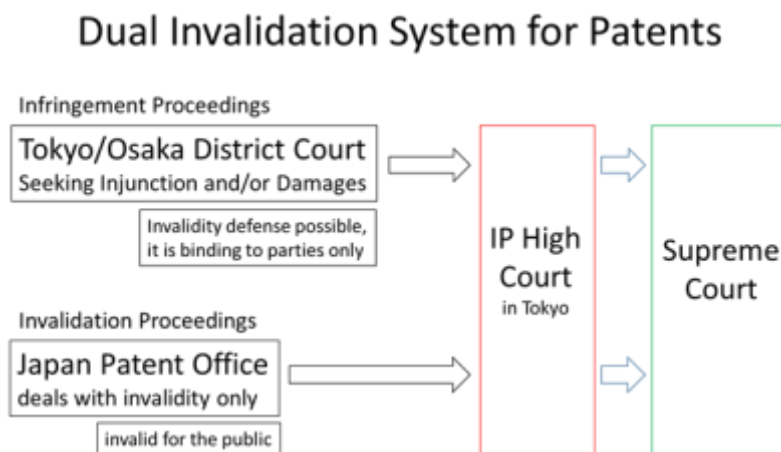 Dual Invalidation System for Patents
Infringement Proceedings
Tokyo/Osaka District Court
Seeking Injunction and/or Damages
Invalidity defense possible,
it is binding to parties only
Invalidation Proceedings
Japan Patent Office
deals with invalidity only
invalid for the public
IP High
Court
in Tokyo
Supreme
Court